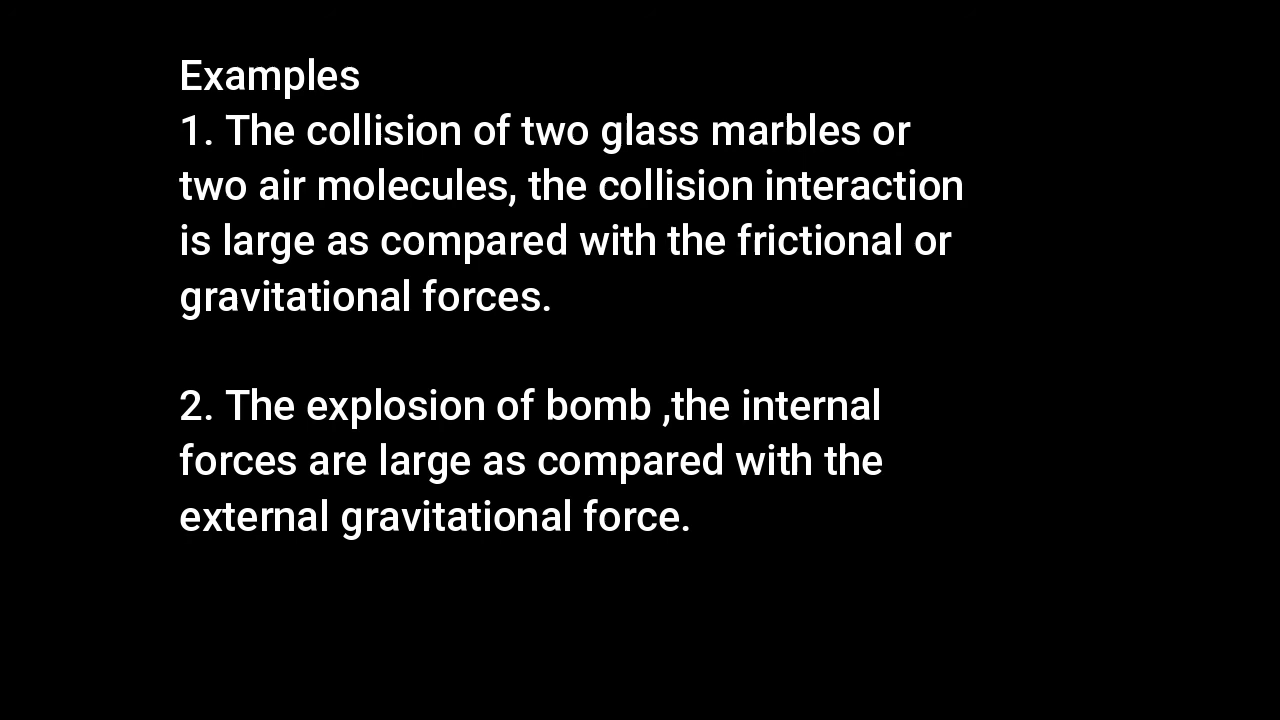 Examples
1. The collision of two glass marbles or
two air molecules, the collision interaction
is large as compared with the frictional or
gravitational forces.
2. The explosion of bomb ,the internal
forces are large as compared with the
external gravitational force.